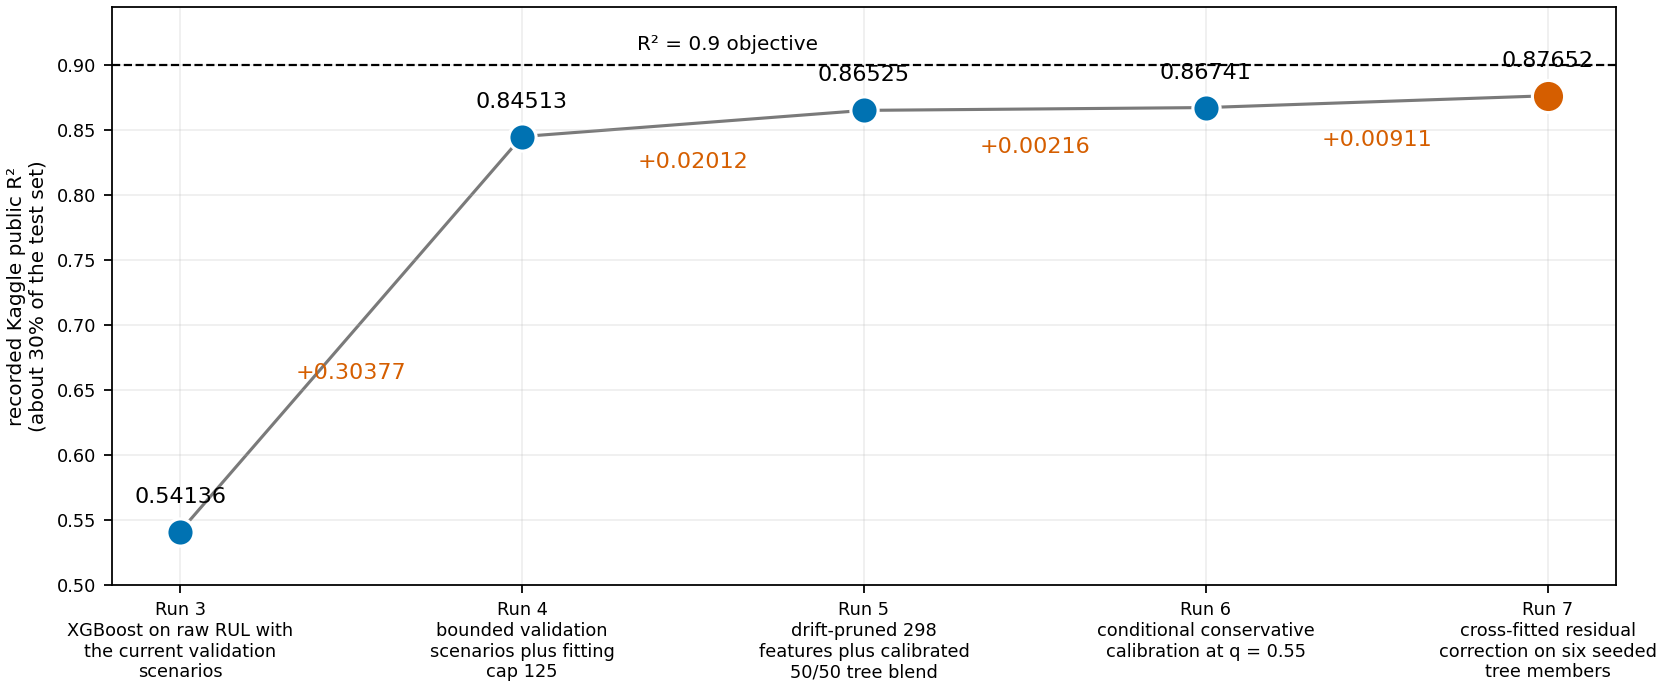 R² = 0.9 objective
0.90
0.85
0.80
0.75
0.70
0.65
0.60
0.55
0.50
recorded Kaggle public R²
(about 30% of the test set)
0.54136
0.84513
0.86525
0.86741
0.87652
+0.30377
+0.02012
+0.00216
+0.00911
Run 3
XGBoost on raw RUL with
the current validation
scenarios
Run 4
bounded validation
scenarios plus fitting
cap 125
Run 5
drift-pruned 298
features plus calibrated
50/50 tree blend
Run 6
conditional conservative
calibration at q = 0.55
Run 7
cross-fitted residual
correction on six seeded
tree members